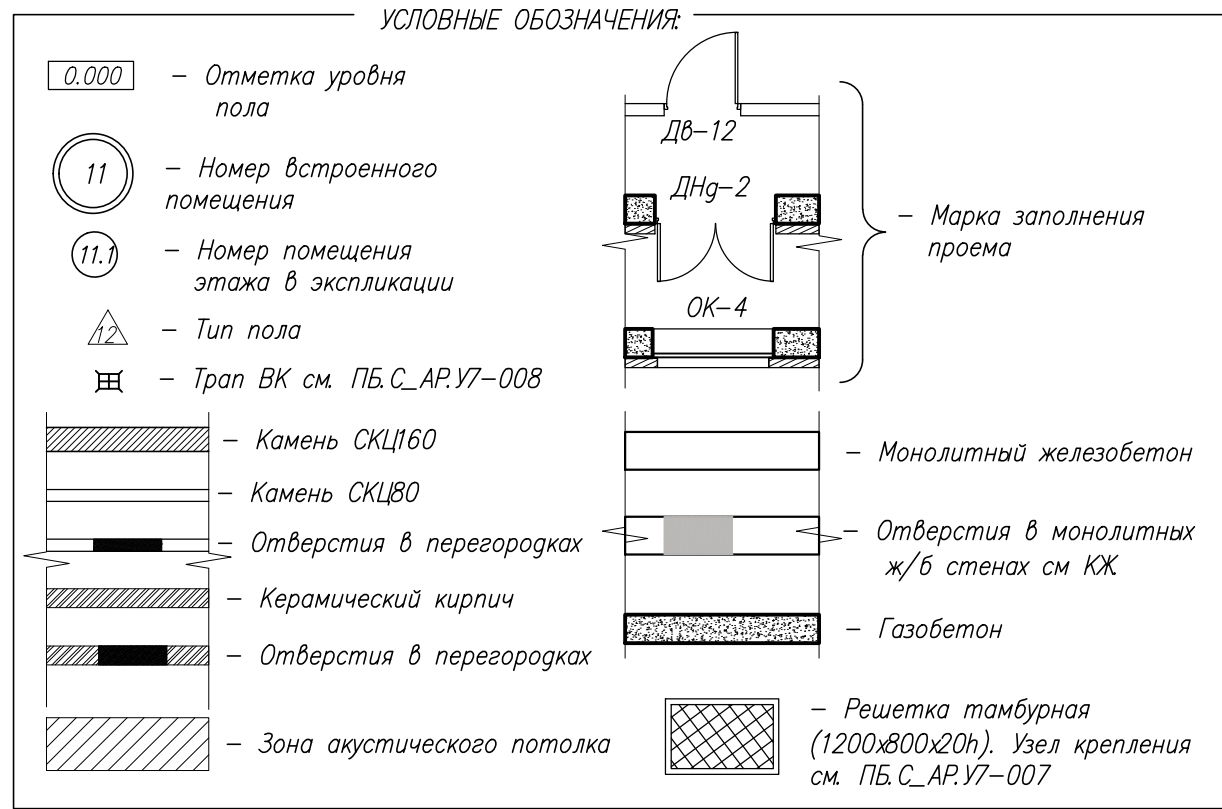 УСЛОВНЫЕ ОБОЗНАЧЕНИЯ:
0.000 – Отметка уровня
пола
11 – Номер встроенного
помещения
11.1 – Номер помещения
этажа в экспликации
12 – Тип пола
– Трап ВК см. ПБ.С_АР.У7-008
– Камень СКЦ160
– Камень СКЦ80
– Отверстия в перегородках
– Керамический кирпич
– Отверстия в перегородках
– Зона акустического потолка
Дв-12
ДНд-2
ОК-4
– Марка заполнения
проема
– Монолитный железобетон
– Отверстия в монолитных
ж/б стенах см КЖ.
– Газобетон
– Решетка тамбурная
(1200x800x20h). Узел крепления
см. ПБ.С_АР.У7-007